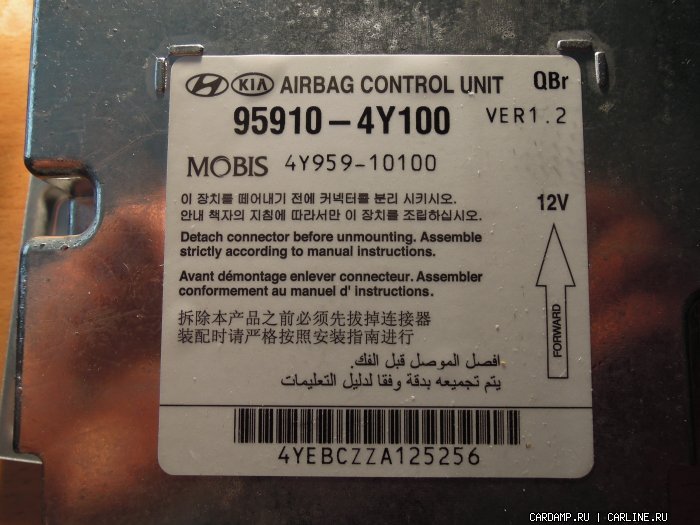 KIA AIRBAG CONTROL UNIT QBr
95910-4Y100 VER1.2
MOBIS 4Y959-10100
이 장치를 떼어내기 전에 커넥터를 분리 시키시오.
안내 책자의 지침에 따라서만 이 장치를 조립하십시오.
12V
Detach connector before unmounting. Assemble
strictly according to manual instructions.
Avant démontage enlever connecteur. Assembler
conformement au manuel d' instructions.
FORWARD
拆除本产品之前必须先拔掉连接器
装配时请严格按照安装指南进行
افصل الموصل قبل الفك.
يتم تجميعه بدقة وفقا لدليل التعليمات
4YEBCZZA125256
CARDAMP.RU | CARLINE.RU